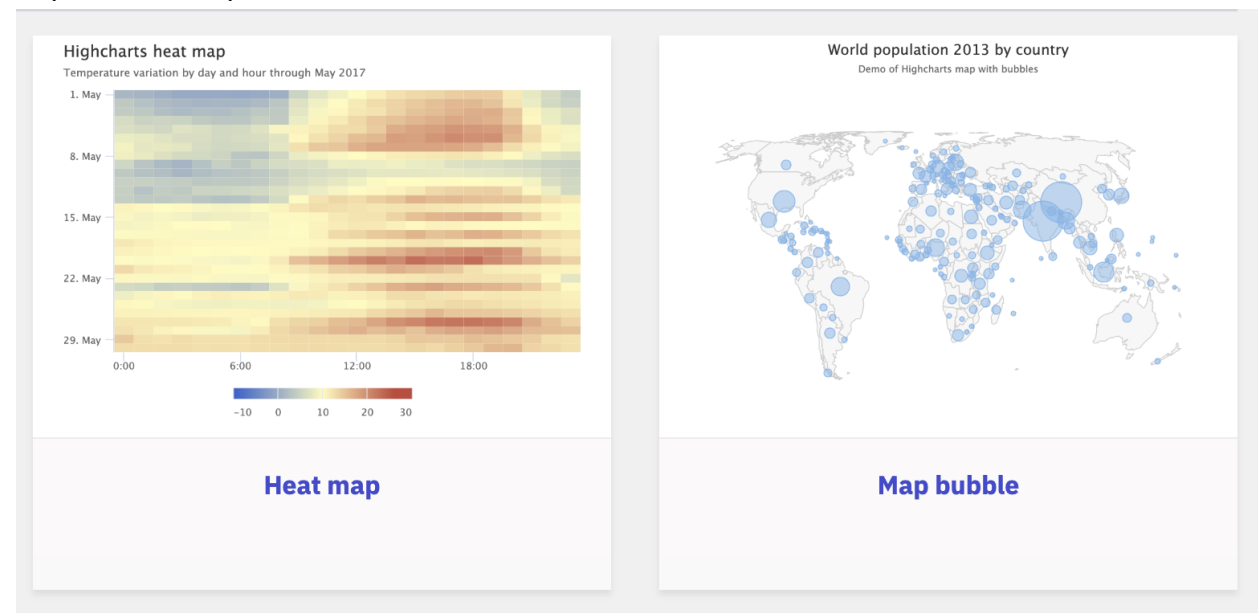 Highcharts heat map
Temperature variation by day and hour through May 2017
1. May
8. May
15. May
22. May
29. May
0:00 6:00 12:00 18:00
−10 0 10 20 30
Heat map
World population 2013 by country
Demo of Highcharts map with bubbles
Map bubble